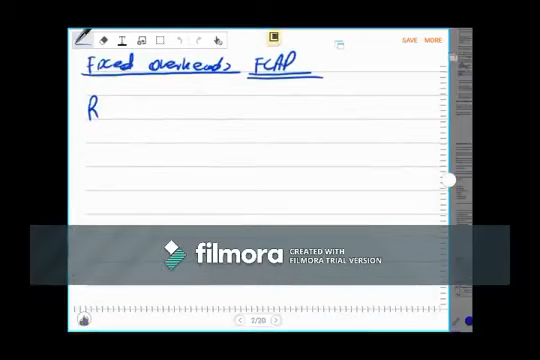 SAVE MORE
Fixed overheads FCAP
R
filmora CREATED WITH
FILMORA TRIAL VERSION
2/20